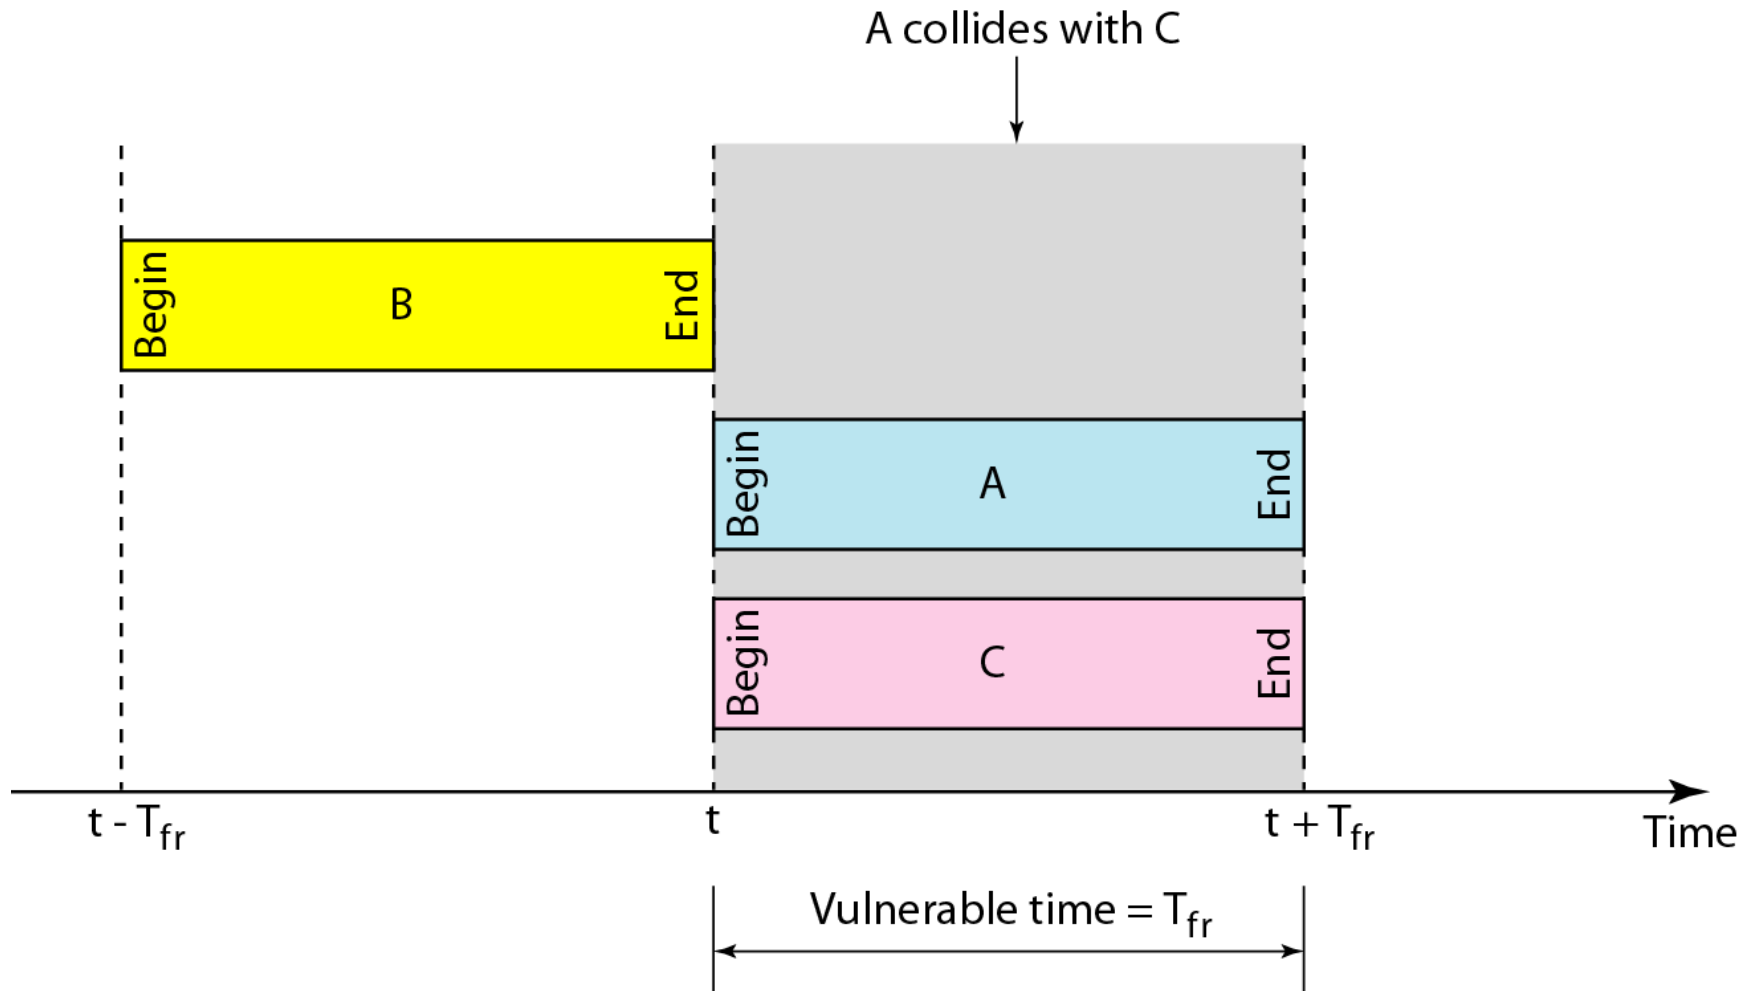 A collides with C
Begin B End
Begin A End
Begin C End
t - Tfr t t + Tfr Time
Vulnerable time = Tfr